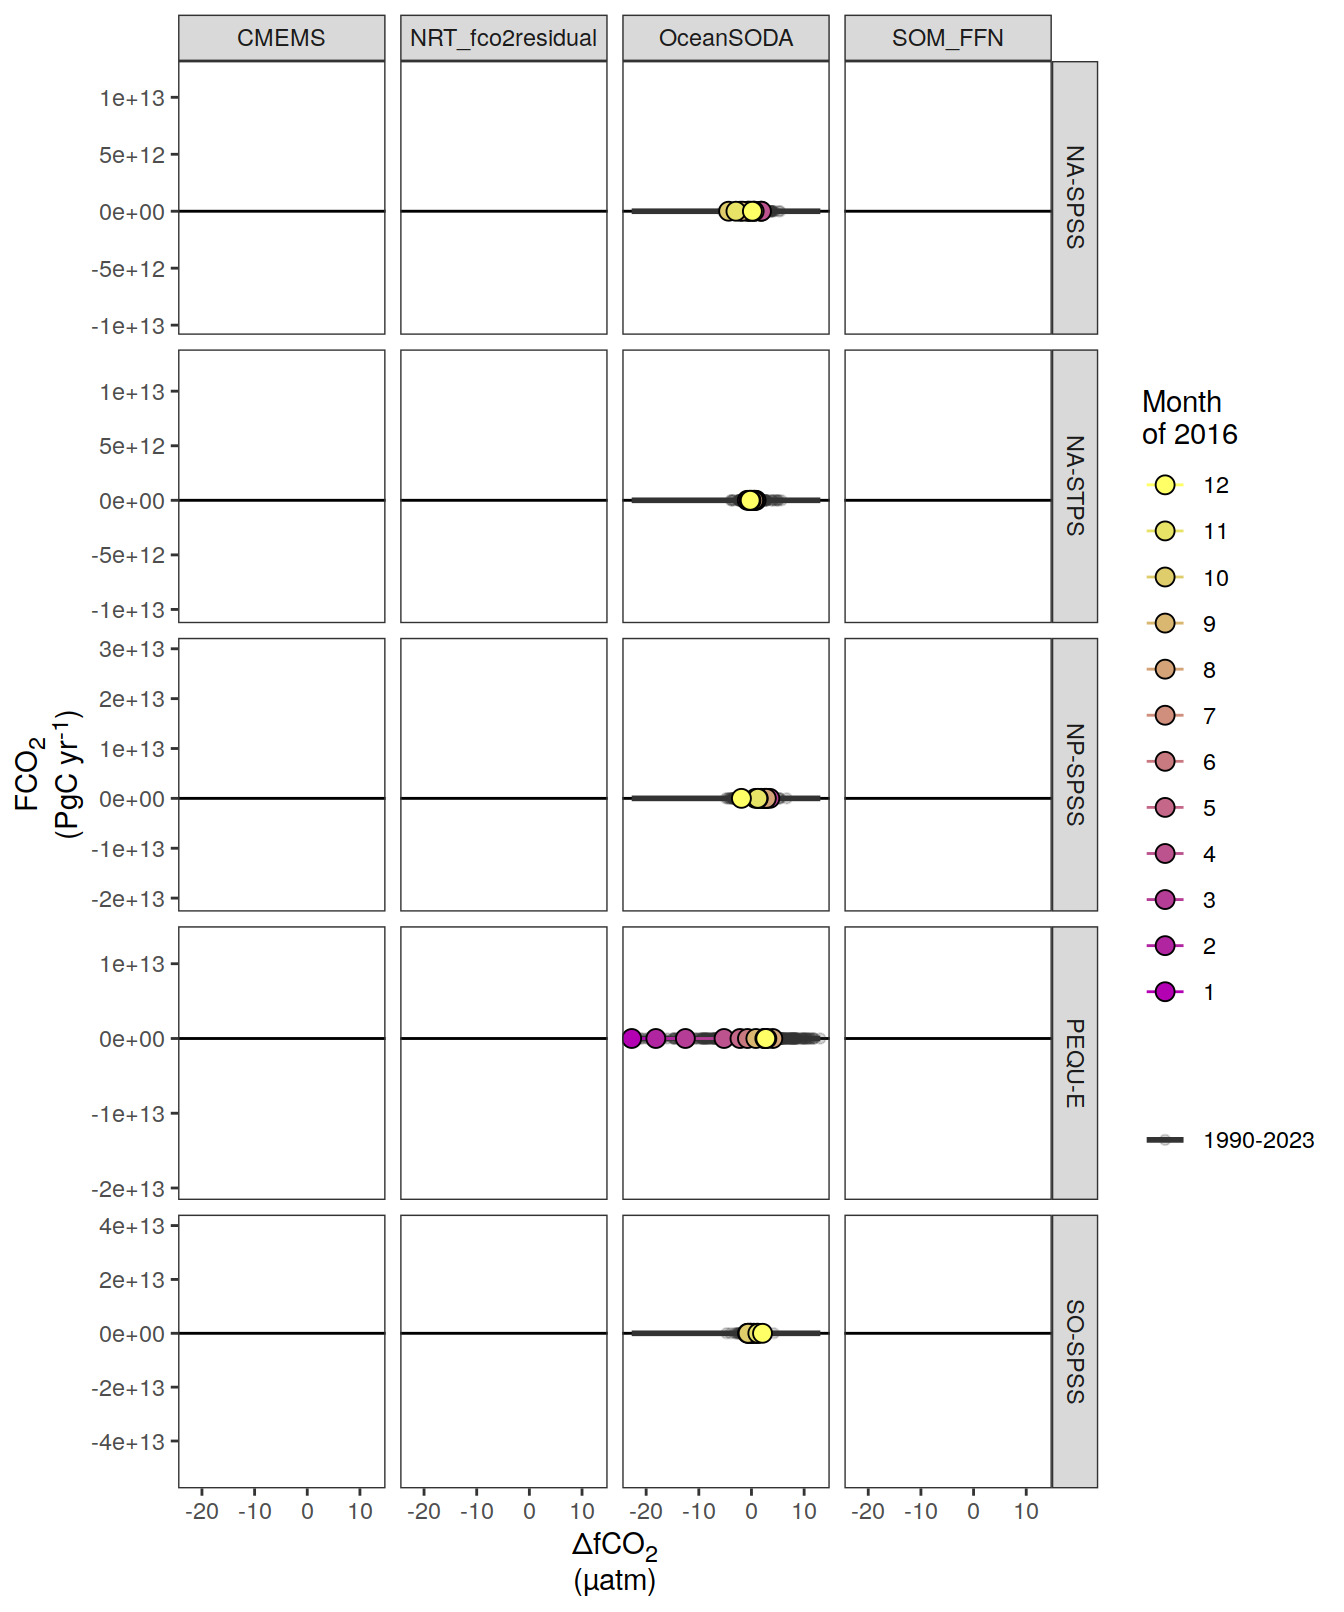 CMEMS NRT_fco2residual OceanSODA SOM_FFN
1e+13
5e+12
0e+00
-5e+12
-1e+13
NA-SPSS
1e+13
5e+12
0e+00
-5e+12
-1e+13
NA-STPS
3e+13
2e+13
1e+13
0e+00
-1e+13
-2e+13
NP-SPSS
1e+13
0e+00
-1e+13
-2e+13
PEQU-E
4e+13
2e+13
0e+00
-2e+13
-4e+13
SO-SPSS
FCO₂
(PgC yr⁻¹)
-20 -10 0 10 -20 -10 0 10 -20 -10 0 10 -20 -10 0 10
ΔfCO₂
(µatm)
Month
of 2016
12
11
10
9
8
7
6
5
4
3
2
1
1990-2023